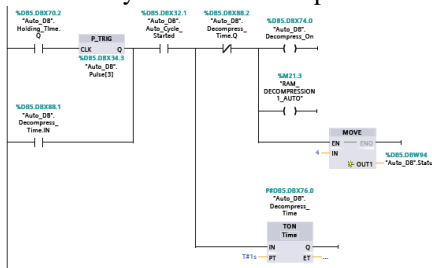 %DB5.DBX70.2
"Auto_DB".
Holding_Time.
Q
P_TRIG
CLK Q
%DB5.DBX34.3
"Auto_DB".
Pulse[3]
%DB5.DBX32.1
"Auto_DB".
Auto_Cycle_
Started
%DB5.DBX88.2
"Auto_DB".
Decompress_
Time.Q
%DB5.DBX74.0
"Auto_DB".
Decompress_On
%M21.3
"RAM_
DECOMPRESSION
1_AUTO"
%DB5.DBX88.1
"Auto_DB".
Decompress_
Time.IN
MOVE
EN ENO
4 IN
%DB5.DBW94
OUT1 "Auto_DB".Statu
P#DB5.DBX76.0
"Auto_DB".
Decompress_
Time
TON
Time
IN Q
T#1s PT ET ...